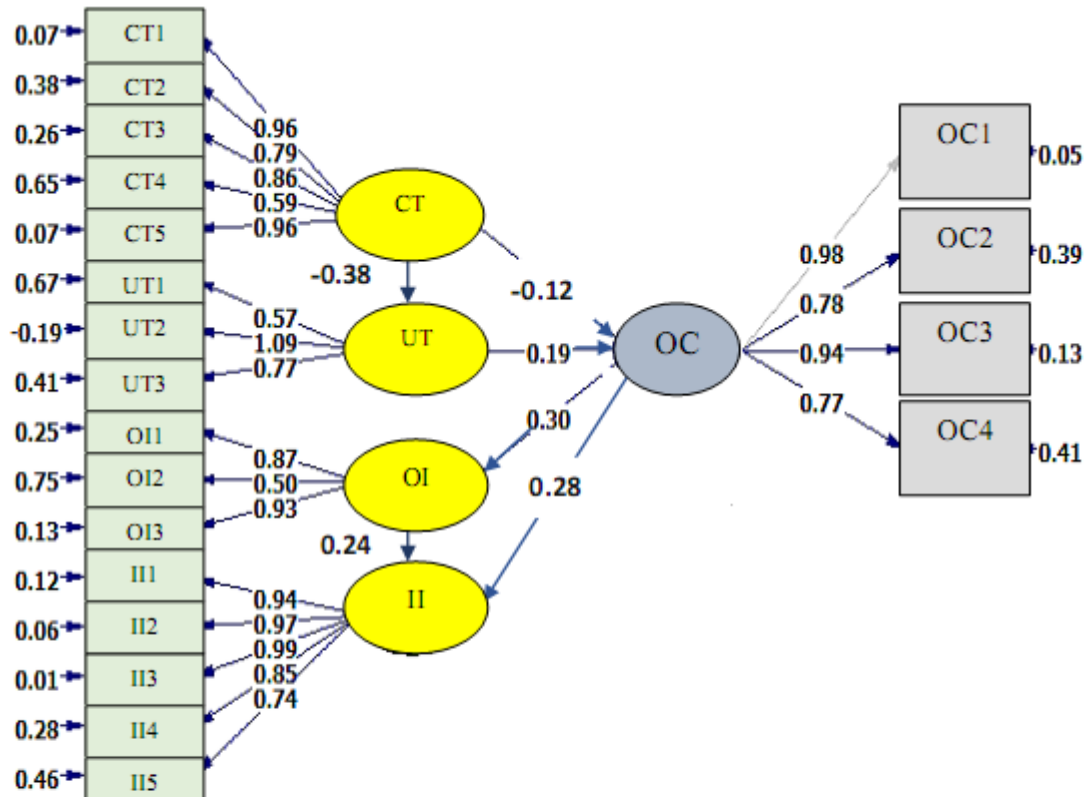 0.07 CT1
0.38 CT2
0.26 CT3
0.65 CT4
0.07 CT5
0.67 UT1
-0.19 UT2
0.41 UT3
0.25 OI1
0.75 OI2
0.13 OI3
0.12 II1
0.06 II2
0.01 II3
0.28 II4
0.46 II5
0.96
0.79
0.86
0.59
0.96
0.57
1.09
0.77
0.87
0.50
0.93
0.94
0.97
0.99
0.85
0.74
CT
-0.38
UT
OI
0.24
II
-0.12
0.19
0.30
0.28
OC
0.98
0.78
0.94
0.77
OC1 0.05
OC2 0.39
OC3 0.13
OC4 0.41